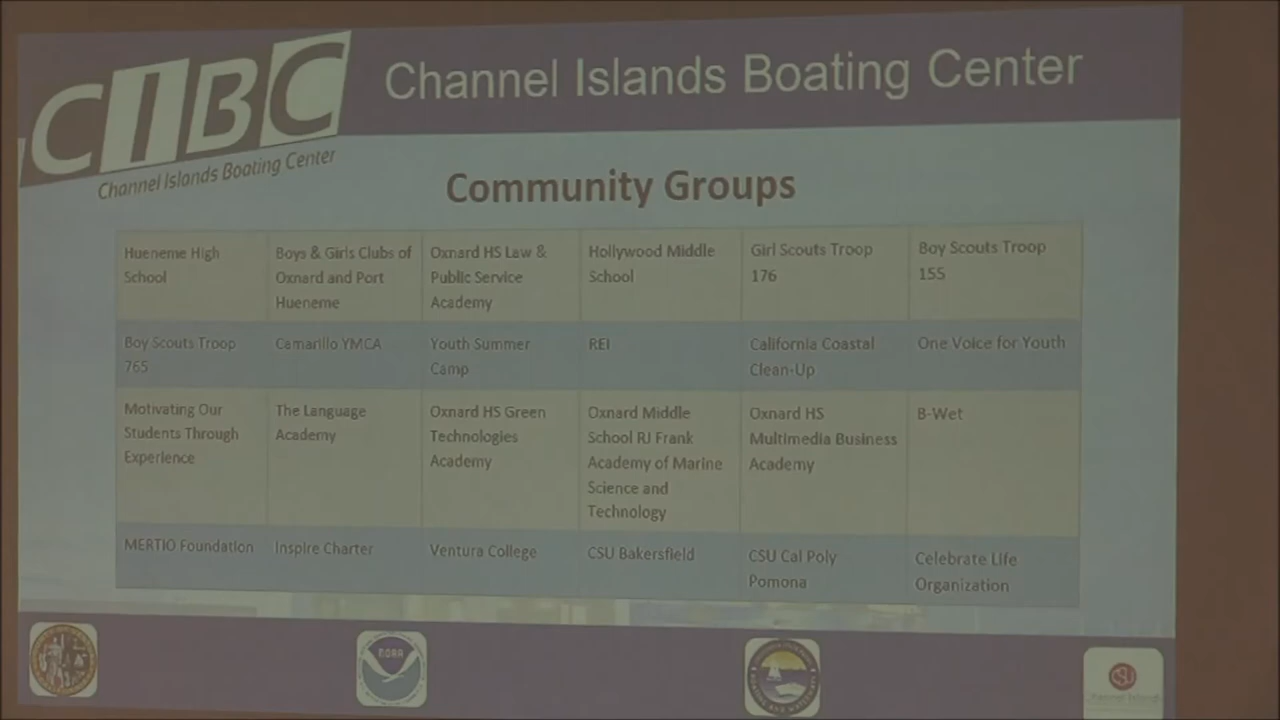 CIBC
Channel Islands Boating Center
Channel Islands Boating Center
Community Groups
Hueneme High
School
Boys & Girls Clubs of
Oxnard and Port
Hueneme
Oxnard HS Law &
Public Service
Academy
Hollywood Middle
School
Girl Scouts Troop
176
Boy Scouts Troop
155
Boy Scouts Troop
765
Camarillo YMCA
Youth Summer
Camp
REI
California Coastal
Clean-Up
One Voice for Youth
Motivating Our
Students Through
Experience
The Language
Academy
Oxnard HS Green
Technologies
Academy
Oxnard Middle
School RJ Frank
Academy of Marine
Science and
Technology
Oxnard HS
Multimedia Business
Academy
B-Wet
MERTIO Foundation
Inspire Charter
Ventura College
CSU Bakersfield
CSU Cal Poly
Pomona
Celebrate Life
Organization
NOAA
CSU
Channel Islands